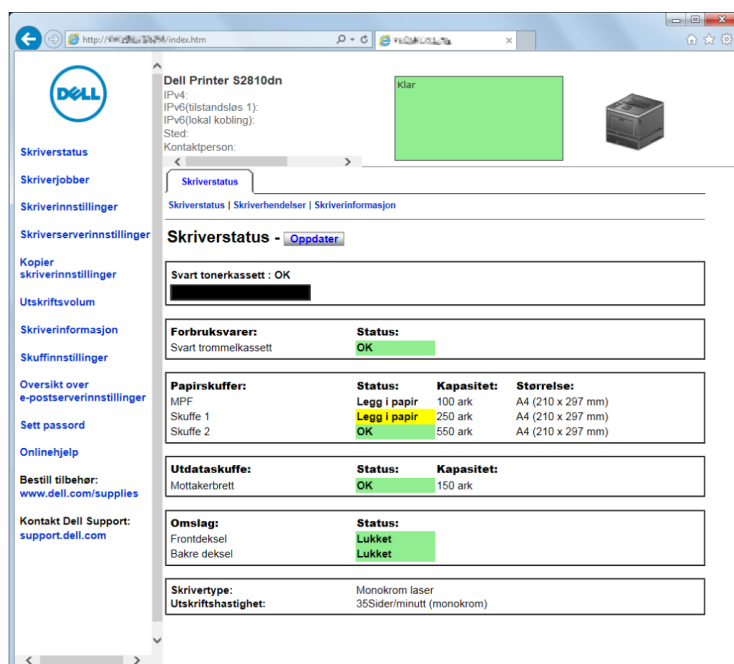 http:// /index.htm
DELL
Dell Printer S2810dn
IPv4:
IPv6(tilstandsløs 1):
IPv6(lokal kobling):
Sted:
Kontaktperson:
Klar
Skriverstatus
Skriverjobber
Skriverinnstillinger
Skriverserverinnstillinger
Kopier
skriverinnstillinger
Utskriftsvolum
Skriverinformasjon
Skuffinnstillinger
Oversikt over
e-postserverinnstillinger
Sett passord
Onlinehjelp
Bestill tilbehør:
www.dell.com/supplies
Kontakt Dell Support:
support.dell.com
Skriverstatus
Skriverstatus | Skriverhendelser | Skriverinformasjon
Skriverstatus - Oppdater
Svart tonerkassett : OK
Forbruksvarer: Status:
Svart trommelkassett OK
Papirskuffer: Status: Kapasitet: Størrelse:
MPF Legg i papir 100 ark A4 (210 x 297 mm)
Skuffe 1 Legg i papir 250 ark A4 (210 x 297 mm)
Skuffe 2 OK 550 ark A4 (210 x 297 mm)
Utdataskuffe: Status: Kapasitet:
Mottakerbrett OK 150 ark
Omslag: Status:
Frontdeksel Lukket
Bakre deksel Lukket
Skrivertype: Monokrom laser
Utskriftshastighet: 35Sider/minutt (monokrom)